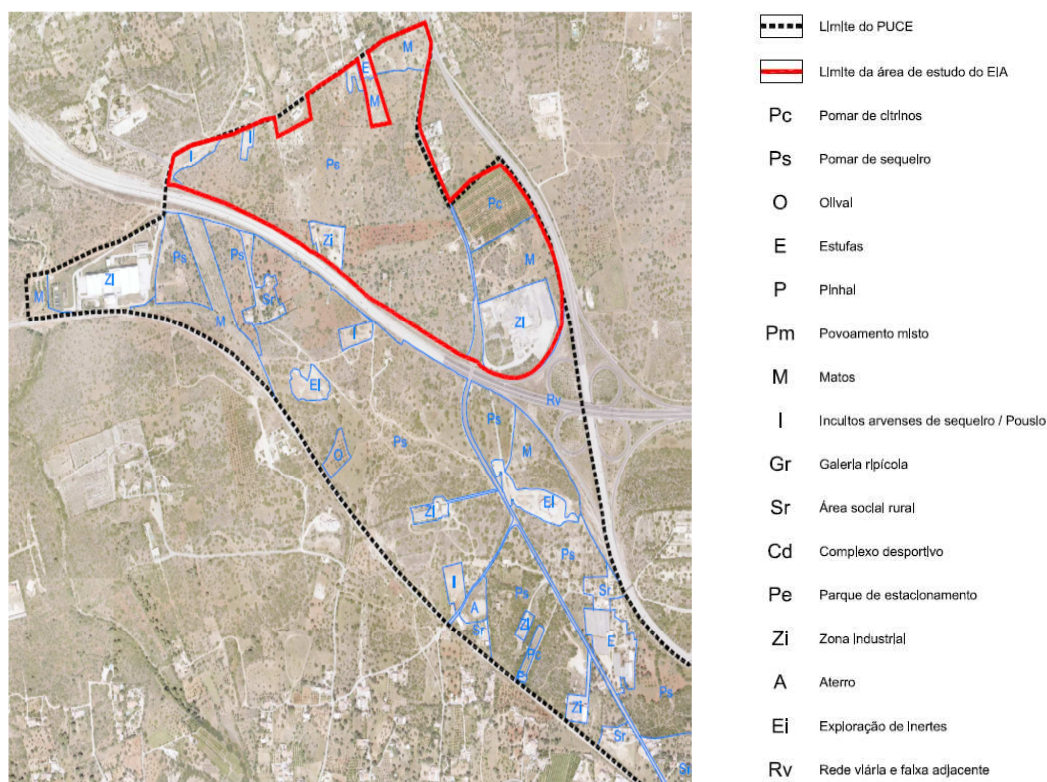 M
E
M
I
I
Ps
Pc
Zi
Ps
Ps
M
Zi
M
Sr
M
Zi
I
Ei
Rv
Ps
Ps
M
O
Ei
Zi
Ps
I
Ps
Sr
A
Sr
Zi
E
Pc
Ps
Zi
Sr
Sr
Limite do PUCE
Limite da área de estudo do EIA
Pc Pomar de citrinos
Ps Pomar de sequeiro
O Olival
E Estufas
P Pinhal
Pm Povoamento misto
M Matos
I Incultos arvenses de sequeiro / Pousio
Gr Galeria ripícola
Sr Área social rural
Cd Complexo desportivo
Pe Parque de estacionamento
Zi Zona Industrial
A Aterro
Ei Exploração de Inertes
Rv Rede viária e faixa adjacente